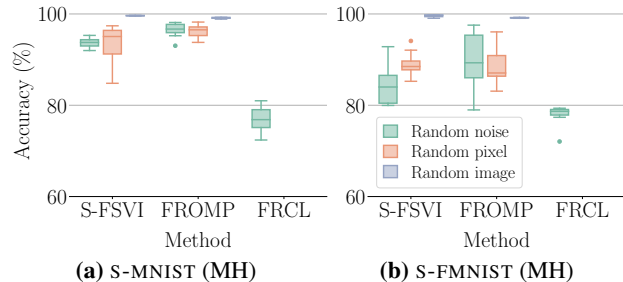 Accuracy (%)
100
80
60
S-FSVI FROMP FRCL
Method
(a) S-MNIST (MH)
100
80
60
Random noise
Random pixel
Random image
S-FSVI FROMP FRCL
Method
(b) S-FMNIST (MH)